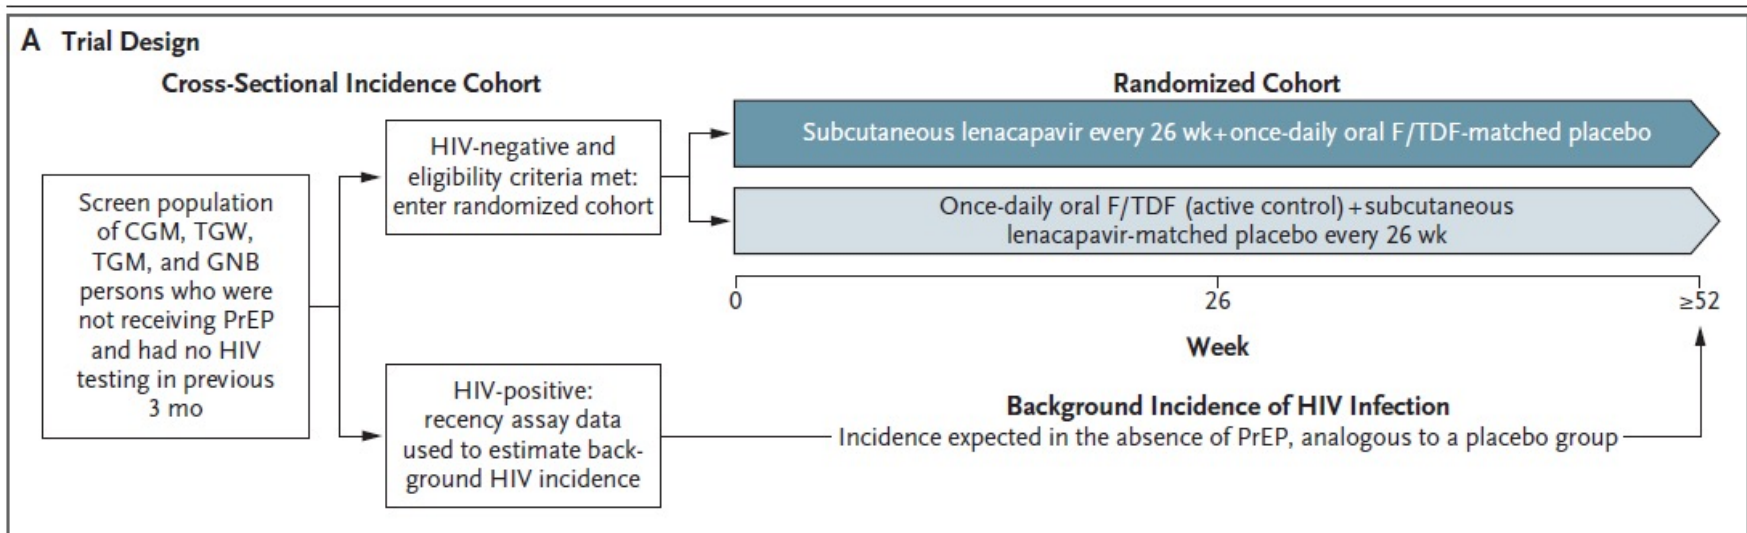 A Trial Design
Cross-Sectional Incidence Cohort
Randomized Cohort
Screen population
of CGM, TGW,
TGM, and GNB
persons who were
not receiving PrEP
and had no HIV
testing in previous
3 mo
HIV-negative and
eligibility criteria met:
enter randomized cohort
HIV-positive:
recency assay data
used to estimate back-
ground HIV incidence
Subcutaneous lenacapavir every 26 wk+once-daily oral F/TDF-matched placebo
Once-daily oral F/TDF (active control)+subcutaneous
lenacapavir-matched placebo every 26 wk
0 26 ≥52
Week
Background Incidence of HIV Infection
Incidence expected in the absence of PrEP, analogous to a placebo group